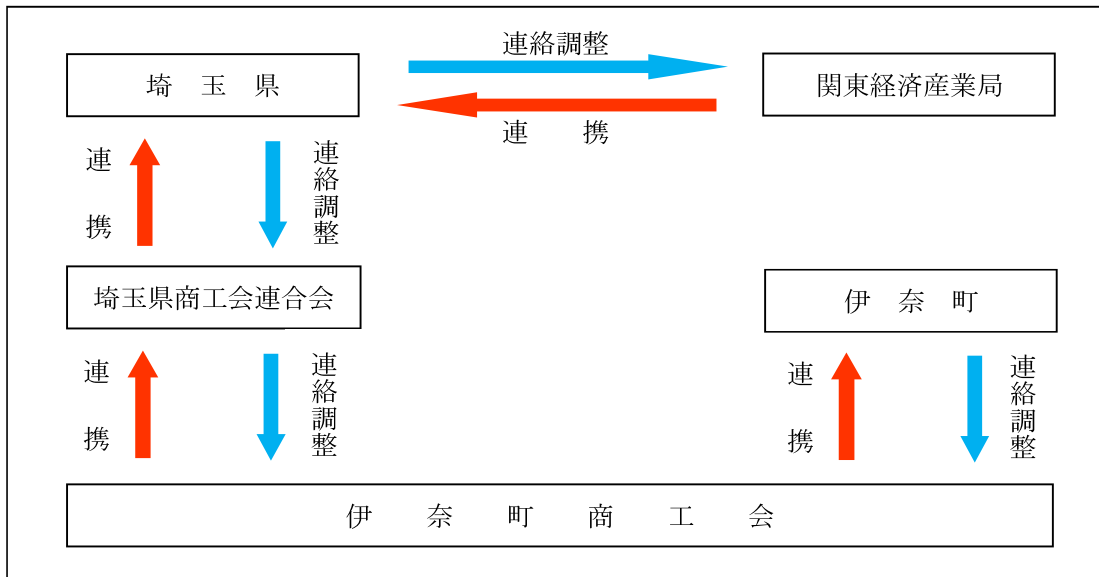 連絡調整
埼　玉　県
関東経済産業局
連　　携
連　携
連絡調整
埼玉県商工会連合会
伊　奈　町
連　携
連絡調整
連　携
連絡調整
伊　奈　町　商　工　会